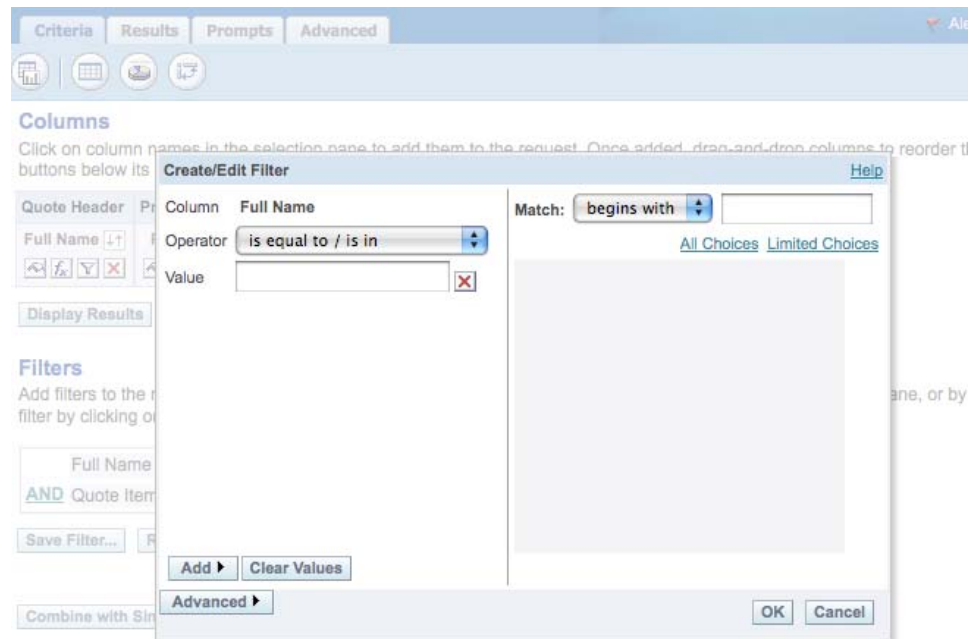 Criteria Results Prompts Advanced
Columns
Click on column names in the selection pane to add them to the request. Once added, drag-and-drop columns to reorder
buttons below its
Create/Edit Filter Help
Quote Header
Column Full Name
Match: begins with
Full Name
Operator is equal to / is in
All Choices Limited Choices
Value
Display Results
Filters
Add filters to the
ane, or by
filter by clicking
Full Name
AND Quote Item
Save Filter...
Add Clear Values
Advanced
OK Cancel
Combine with